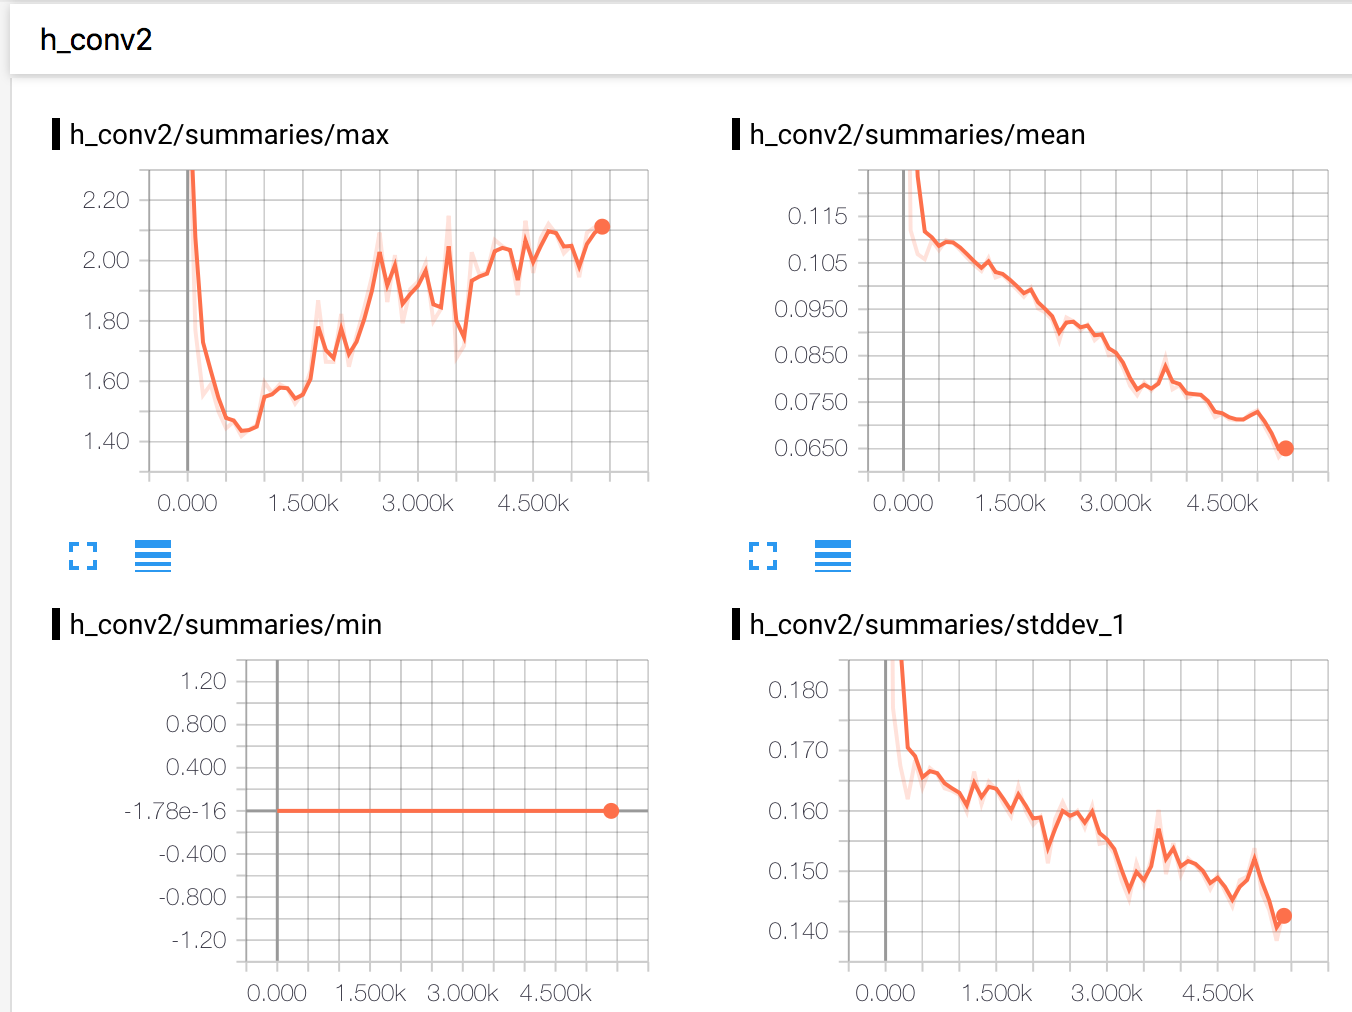 h_conv2
h_conv2/summaries/max
2.20
2.00
1.80
1.60
1.40
0.000 1.500k 3.000k 4.500k
h_conv2/summaries/mean
0.115
0.105
0.0950
0.0850
0.0750
0.0650
0.000 1.500k 3.000k 4.500k
h_conv2/summaries/min
1.20
0.800
0.400
-1.78e-16
-0.400
-0.800
-1.20
0.000 1.500k 3.000k 4.500k
h_conv2/summaries/stddev_1
0.180
0.170
0.160
0.150
0.140
0.000 1.500k 3.000k 4.500k